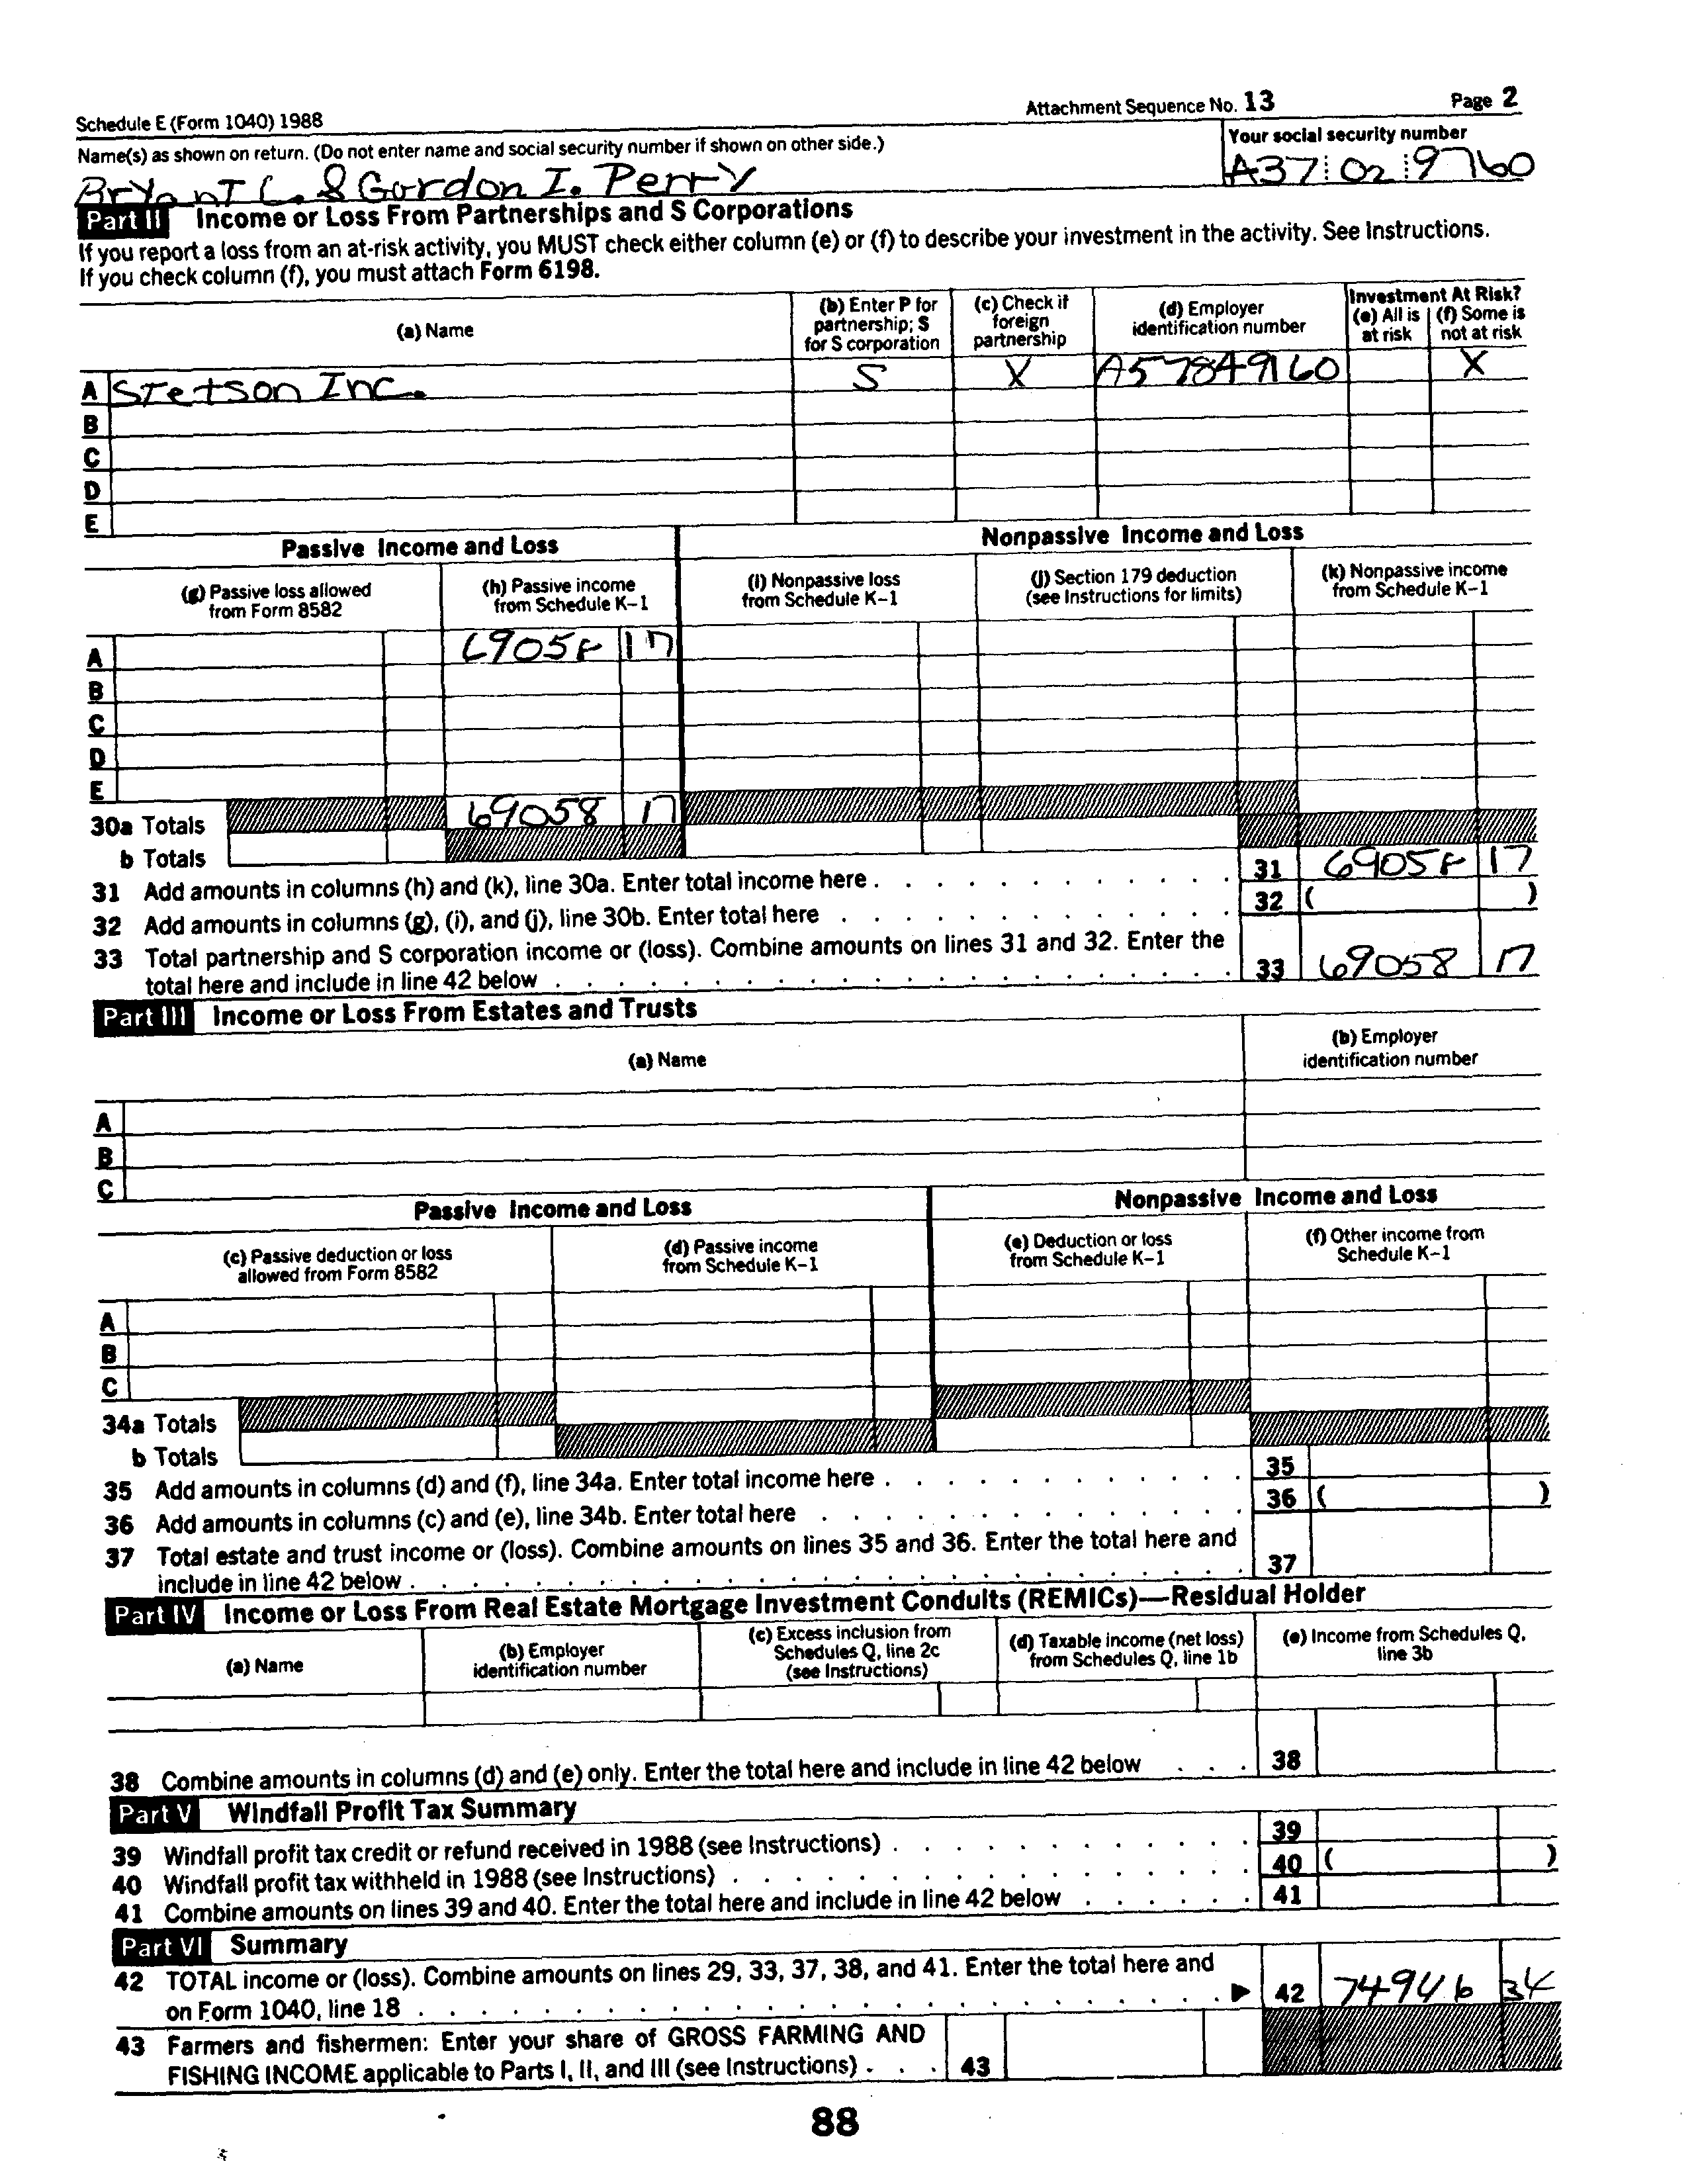 Schedule E (Form 1040) 1988 Attachment Sequence No. 13 Page 2
Name(s) as shown on return. (Do not enter name and social security number if shown on other side.) Your social security number
Bryant L. & Gordon I. Perry A37 02 9760
Part II Income or Loss From Partnerships and S Corporations
If you report a loss from an at-risk activity, you MUST check either column (e) or (f) to describe your investment in the activity. See Instructions.
If you check column (f), you must attach Form 6198.
(a) Name (b) Enter P for partnership; S for S corporation (c) Check if foreign partnership (d) Employer identification number Investment At Risk? (e) All is at risk (f) Some is not at risk
A Stetson Inc. S X A57849160 X
B
C
D
E
Passive Income and Loss Nonpassive Income and Loss
(g) Passive loss allowed from Form 8582 (h) Passive income from Schedule K-1 (i) Nonpassive loss from Schedule K-1 (j) Section 179 deduction (see Instructions for limits) (k) Nonpassive income from Schedule K-1
A 69058 17
B
C
D
E
30a Totals 69058 17
b Totals
31 Add amounts in columns (h) and (k), line 30a. Enter total income here . . . . . . . . . . . . 31 69058 17
32 Add amounts in columns (g), (i), and (j), line 30b. Enter total here . . . . . . . . . . . . . 32 ( )
33 Total partnership and S corporation income or (loss). Combine amounts on lines 31 and 32. Enter the
total here and include in line 42 below . . . . . . . . . . . . . . . . . . . . . . 33 69058 17
Part III Income or Loss From Estates and Trusts
(a) Name (b) Employer identification number
A
B
C
Passive Income and Loss Nonpassive Income and Loss
(c) Passive deduction or loss allowed from Form 8582 (d) Passive income from Schedule K-1 (e) Deduction or loss from Schedule K-1 (f) Other income from Schedule K-1
A
B
C
34a Totals
b Totals
35 Add amounts in columns (d) and (f), line 34a. Enter total income here . . . . . . . . . . . . 35
36 Add amounts in columns (c) and (e), line 34b. Enter total here . . . . . . . . . . . . . . 36 ( )
37 Total estate and trust income or (loss). Combine amounts on lines 35 and 36. Enter the total here and
include in line 42 below . . . . . . . . . . . . . . . . . . . . . . . . . . . 37
Part IV Income or Loss From Real Estate Mortgage Investment Conduits (REMICs)—Residual Holder
(a) Name (b) Employer identification number (c) Excess inclusion from Schedules Q, line 2c (see Instructions) (d) Taxable income (net loss) from Schedules Q, line 1b (e) Income from Schedules Q, line 3b
38 Combine amounts in columns (d) and (e) only. Enter the total here and include in line 42 below . . . 38
Part V Windfall Profit Tax Summary
39 Windfall profit tax credit or refund received in 1988 (see Instructions) . . . . . . . . . . . . 39
40 Windfall profit tax withheld in 1988 (see Instructions) . . . . . . . . . . . . . . . . . 40 ( )
41 Combine amounts on lines 39 and 40. Enter the total here and include in line 42 below . . . . . . 41
Part VI Summary
42 TOTAL income or (loss). Combine amounts on lines 29, 33, 37, 38, and 41. Enter the total here and
on Form 1040, line 18 . . . . . . . . . . . . . . . . . . . . . . . . . . ▶ 42 74946 34
43 Farmers and fishermen: Enter your share of GROSS FARMING AND
FISHING INCOME applicable to Parts I, II, and III (see Instructions) . . . 43
88